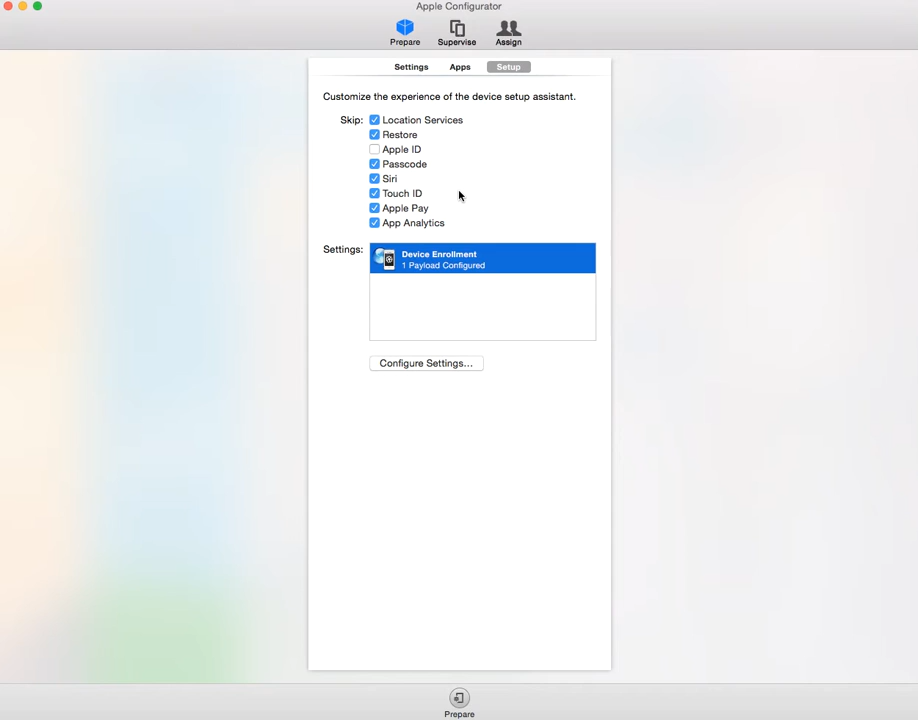 Apple Configurator
Prepare Supervise Assign
Settings Apps Setup
Customize the experience of the device setup assistant.
Skip: Location Services
Restore
Apple ID
Passcode
Siri
Touch ID
Apple Pay
App Analytics
Settings: Device Enrollment
1 Payload Configured
Configure Settings...
Prepare